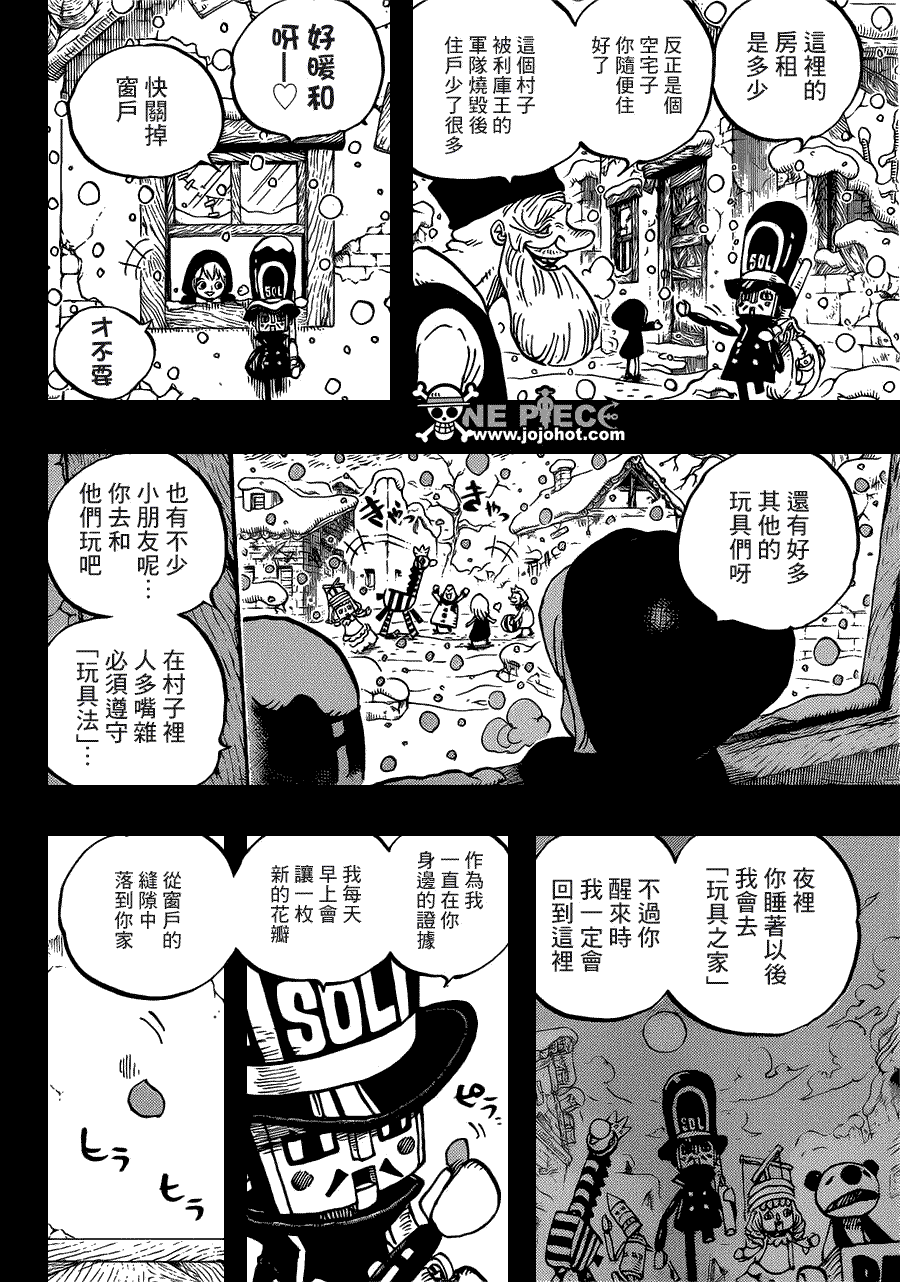 這裡的
房租
是多少
反正是個
空宅子
你隨便住
好了
這個村子
被利庫王的
軍隊燒毀後
住戶少了很多
好暖和
呀——♡
快關掉
窗戶
才不要
SOL
SOL
ONE PIECE
www.jojohot.com
還有好多
其他的
玩具們呀
きゃっ
きゃっ
也有不少
小朋友呢…
你去和
他們玩吧
在村子裡
人多嘴雜
必須遵守
「玩具法」…
夜裡
你睡著以後
我會去
「玩具之家」
不過你
醒來時
我一定會
回到這裡
SOL
作為我
一直在你
身邊的證據
我每天
早上會
讓一枚
新的花瓣
SOL
ピラ
從窗戶的
縫隙中
落到你家
ヒラ
ヒラ